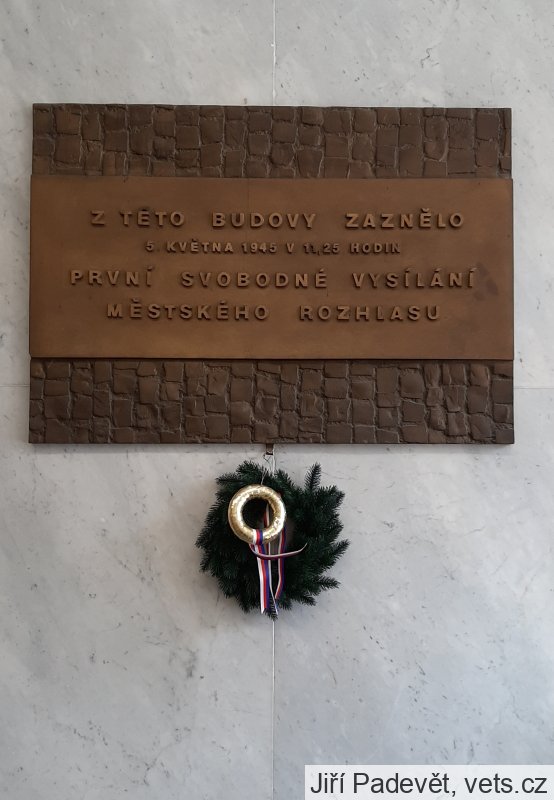 Z TÉTO BUDOVY ZAZNĚLO
5. KVĚTNA 1945 V 11,25 HODIN
PRVNÍ SVOBODNÉ VYSÍLÁNÍ
MĚSTSKÉHO ROZHLASU
Jiří Padevět, vets.cz